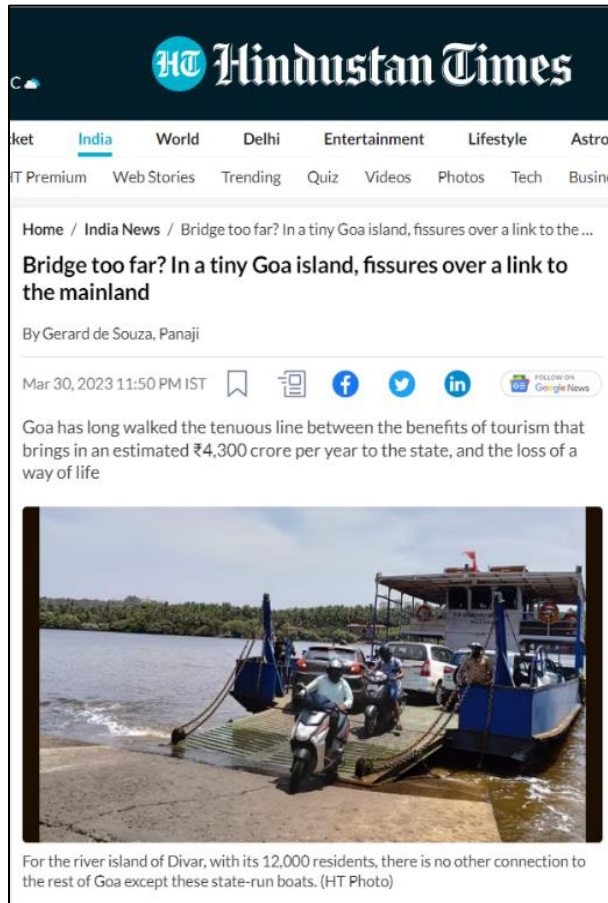 HT Hindustan Times
C
ket India World Delhi Entertainment Lifestyle Astro
HT Premium Web Stories Trending Quiz Videos Photos Tech Busin
Home / India News / Bridge too far? In a tiny Goa island, fissures over a link to the ...
Bridge too far? In a tiny Goa island, fissures over a link to
the mainland
By Gerard de Souza, Panaji
Mar 30, 2023 11:50 PM IST
FOLLOW ON
Google News
Goa has long walked the tenuous line between the benefits of tourism that
brings in an estimated ₹4,300 crore per year to the state, and the loss of a
way of life
For the river island of Divar, with its 12,000 residents, there is no other connection to
the rest of Goa except these state-run boats. (HT Photo)